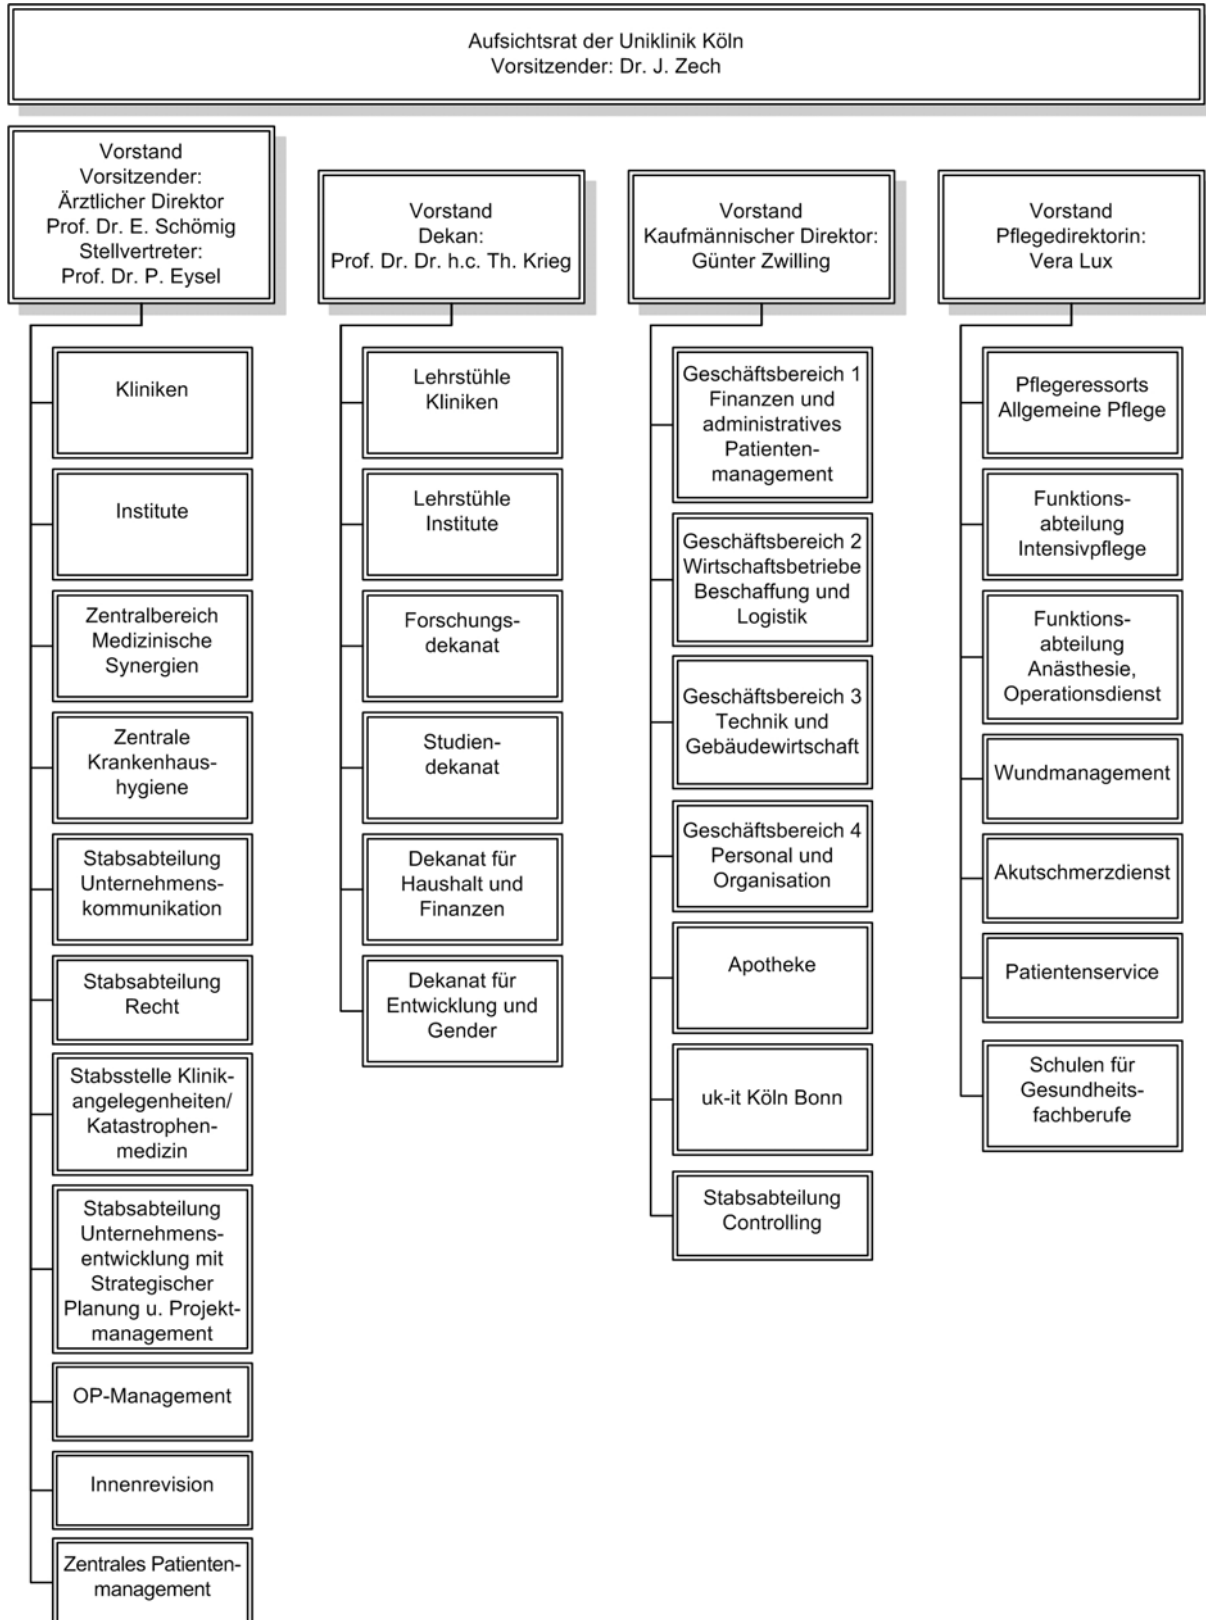 Aufsichtsrat der Uniklinik Köln
Vorsitzender: Dr. J. Zech
Vorstand
Vorsitzender:
Ärztlicher Direktor
Prof. Dr. E. Schömig
Stellvertreter:
Prof. Dr. P. Eysel
Kliniken
Institute
Zentralbereich
Medizinische
Synergien
Zentrale
Krankenhaus-
hygiene
Stabsabteilung
Unternehmens-
kommunikation
Stabsabteilung
Recht
Stabsstelle Klinik-
angelegenheiten/
Katastrophen-
medizin
Stabsabteilung
Unternehmens-
entwicklung mit
Strategischer
Planung u. Projekt-
management
OP-Management
Innenrevision
Zentrales Patienten-
management
Vorstand
Dekan:
Prof. Dr. Dr. h.c. Th. Krieg
Lehrstühle
Kliniken
Lehrstühle
Institute
Forschungs-
dekanat
Studien-
dekanat
Dekanat für
Haushalt und
Finanzen
Dekanat für
Entwicklung und
Gender
Vorstand
Kaufmännischer Direktor:
Günter Zwilling
Geschäftsbereich 1
Finanzen und
administratives
Patienten-
management
Geschäftsbereich 2
Wirtschaftsbetriebe
Beschaffung und
Logistik
Geschäftsbereich 3
Technik und
Gebäudewirtschaft
Geschäftsbereich 4
Personal und
Organisation
Apotheke
uk-it Köln Bonn
Stabsabteilung
Controlling
Vorstand
Pflegedirektorin:
Vera Lux
Pflegeressorts
Allgemeine Pflege
Funktions-
abteilung
Intensivpflege
Funktions-
abteilung
Anästhesie,
Operationsdienst
Wundmanagement
Akutschmerzdienst
Patientenservice
Schulen für
Gesundheits-
fachberufe